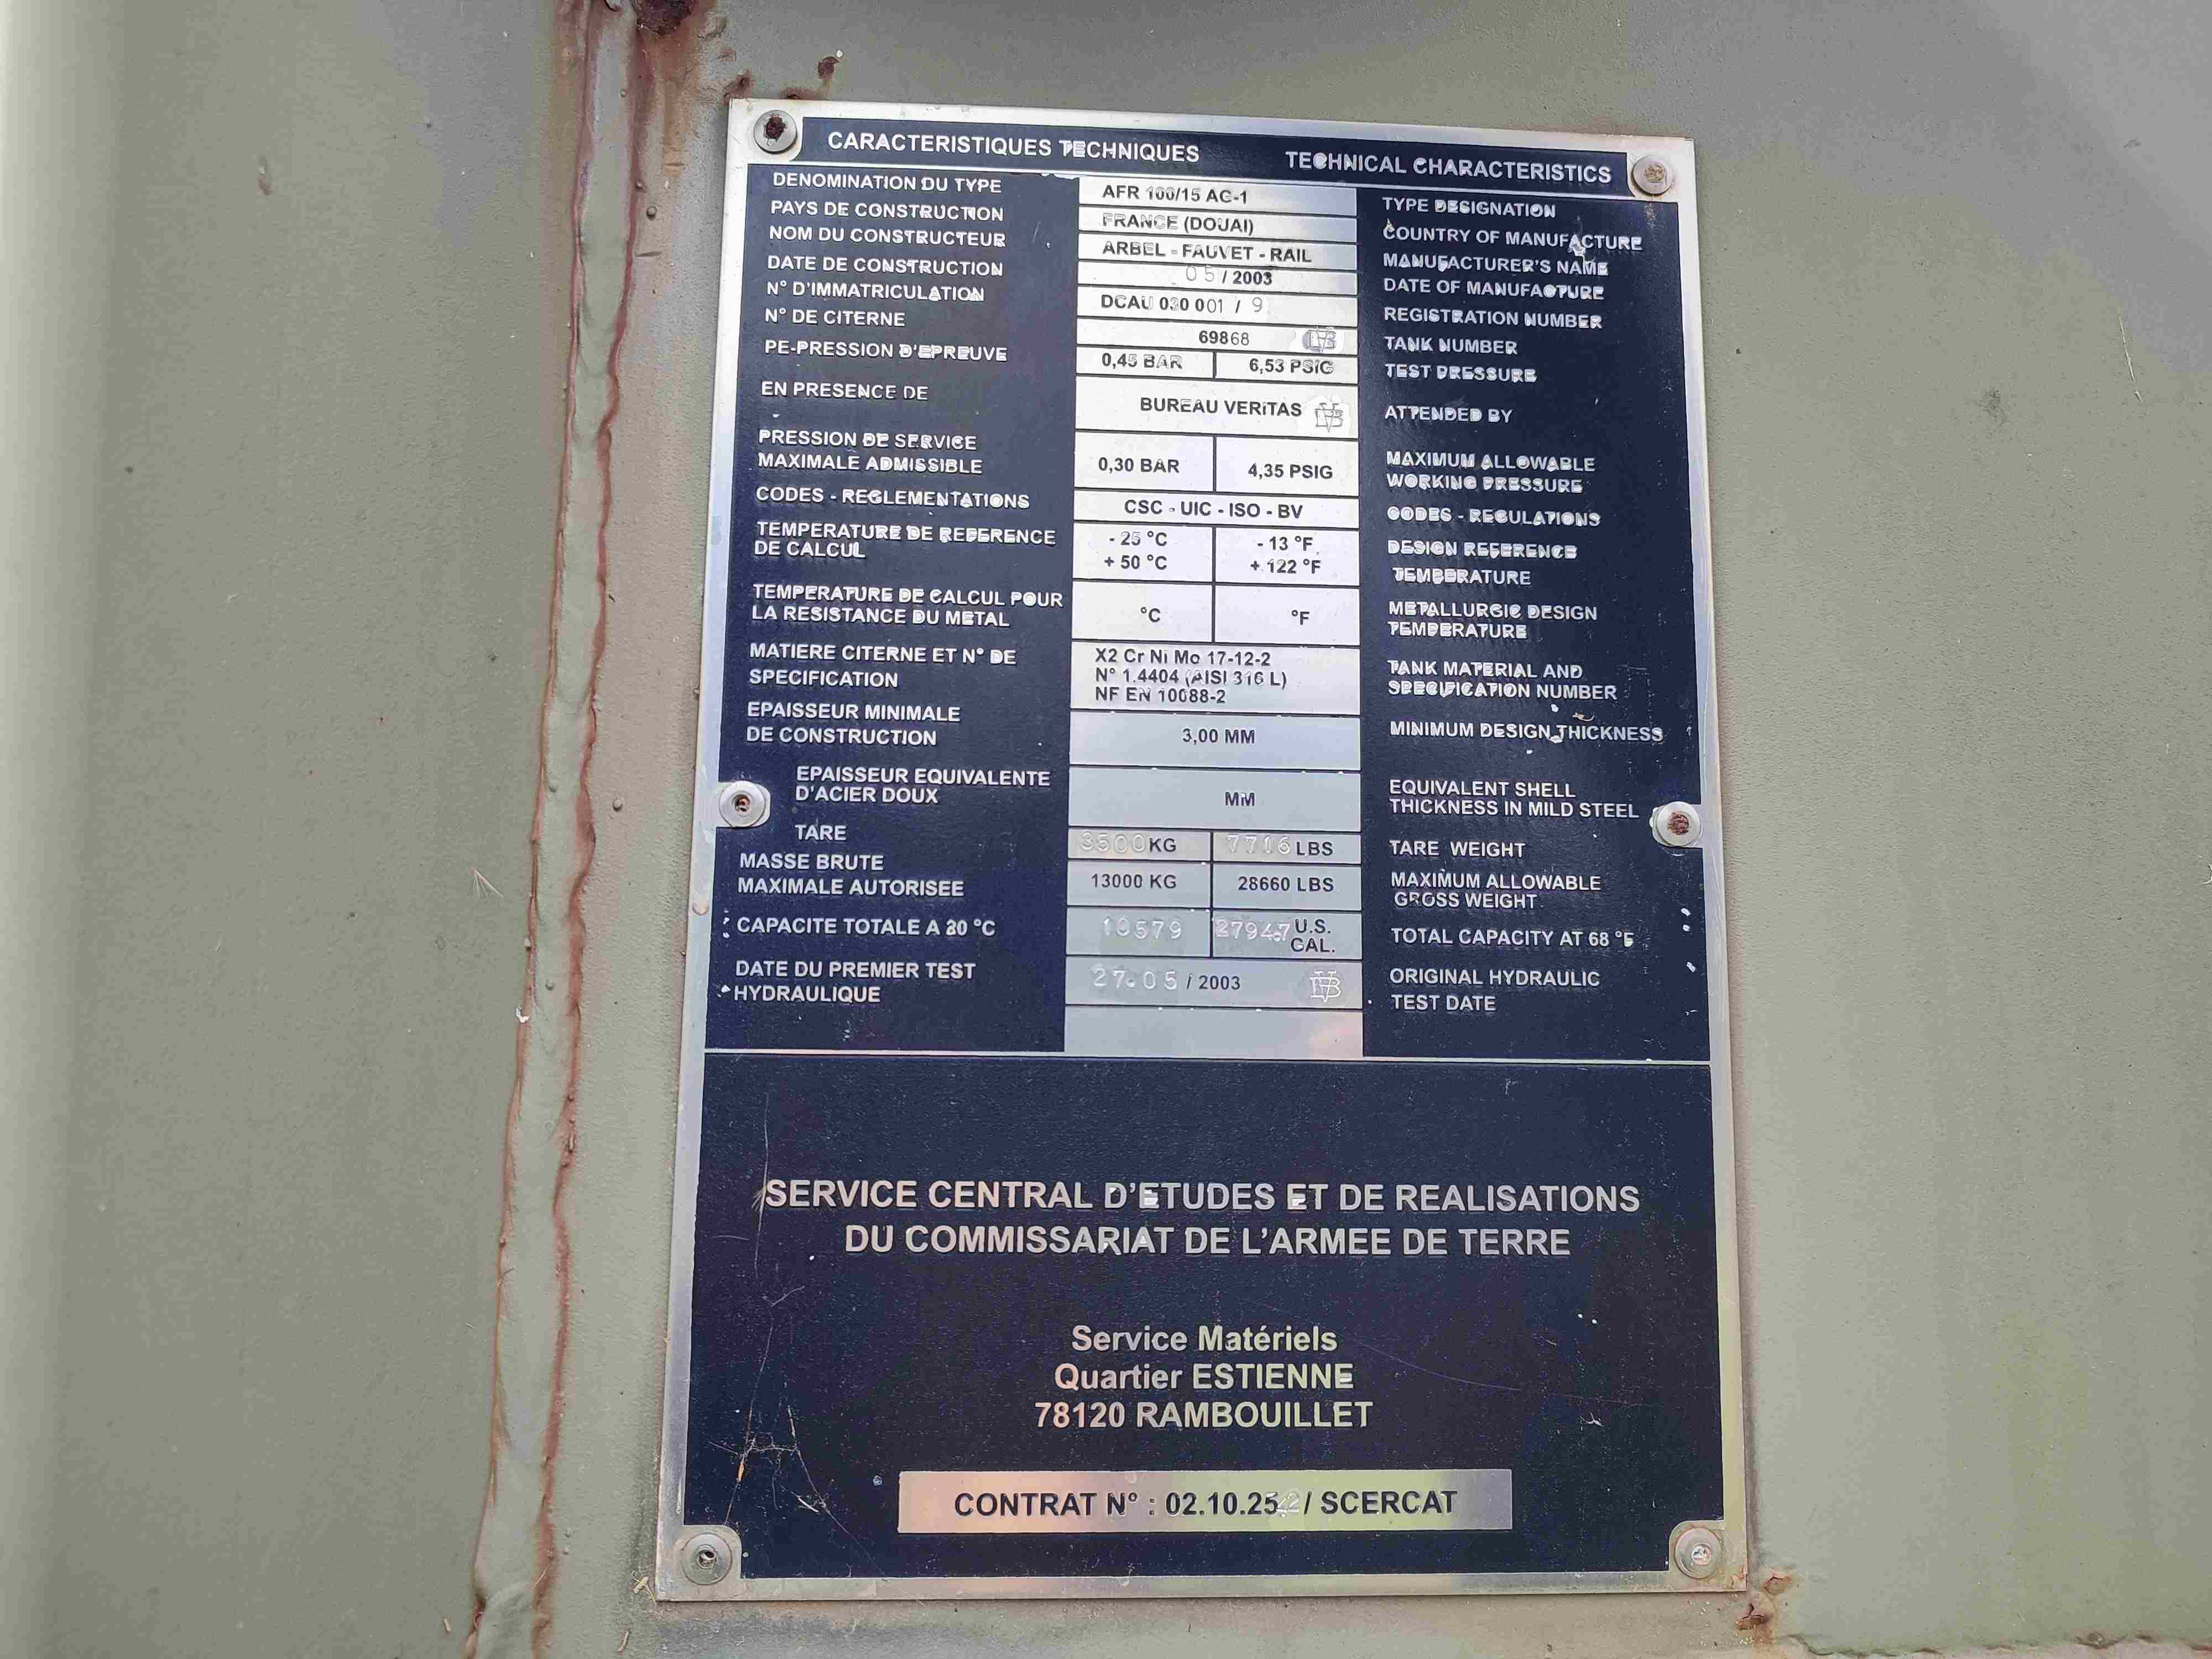 CARACTERISTIQUES TECHNIQUES TECHNICAL CHARACTERISTICS
DENOMINATION DU TYPE AFR 100/15 AC-1 TYPE DESIGNATION
PAYS DE CONSTRUCTION FRANCE (DOUAI) COUNTRY OF MANUFACTURE
NOM DU CONSTRUCTEUR ARBEL - FAUVET - RAIL MANUFACTURER'S NAME
DATE DE CONSTRUCTION 05 / 2003 DATE OF MANUFACTURE
N° D'IMMATRICULATION DCAU 030 001 / 9 REGISTRATION NUMBER
N° DE CITERNE 69868 TANK NUMBER
PE-PRESSION D'EPREUVE 0,45 BAR 6,53 PSIG TEST PRESSURE
EN PRESENCE DE BUREAU VERITAS ATTENDED BY
PRESSION DE SERVICE
MAXIMALE ADMISSIBLE 0,30 BAR 4,35 PSIG MAXIMUM ALLOWABLE
WORKING PRESSURE
CODES - REGLEMENTATIONS CSC - UIC - ISO - BV CODES - REGULATIONS
TEMPERATURE DE REFERENCE - 25 °C - 13 °F DESIGN REFERENCE
DE CALCUL + 50 °C + 122 °F TEMPERATURE
TEMPERATURE DE CALCUL POUR
LA RESISTANCE DU METAL °C °F METALLURGIC DESIGN
TEMPERATURE
MATIERE CITERNE ET N° DE X2 Cr Ni Mo 17-12-2 TANK MATERIAL AND
SPECIFICATION N° 1.4404 (AISI 316 L) SPECIFICATION NUMBER
NF EN 10088-2
EPAISSEUR MINIMALE
DE CONSTRUCTION 3,00 MM MINIMUM DESIGN THICKNESS
EPAISSEUR EQUIVALENTE EQUIVALENT SHELL
D'ACIER DOUX MM THICKNESS IN MILD STEEL
TARE 3500 KG 7716 LBS TARE WEIGHT
MASSE BRUTE
MAXIMALE AUTORISEE 13000 KG 28660 LBS MAXIMUM ALLOWABLE
GROSS WEIGHT
CAPACITE TOTALE A 20 °C 10579 2794.7 U.S. GAL. TOTAL CAPACITY AT 68 °F
DATE DU PREMIER TEST 27.05 / 2003 ORIGINAL HYDRAULIC
HYDRAULIQUE TEST DATE
SERVICE CENTRAL D'ETUDES ET DE REALISATIONS
DU COMMISSARIAT DE L'ARMEE DE TERRE
Service Matériels
Quartier ESTIENNE
78120 RAMBOUILLET
CONTRAT N° : 02.10.252 / SCERCAT